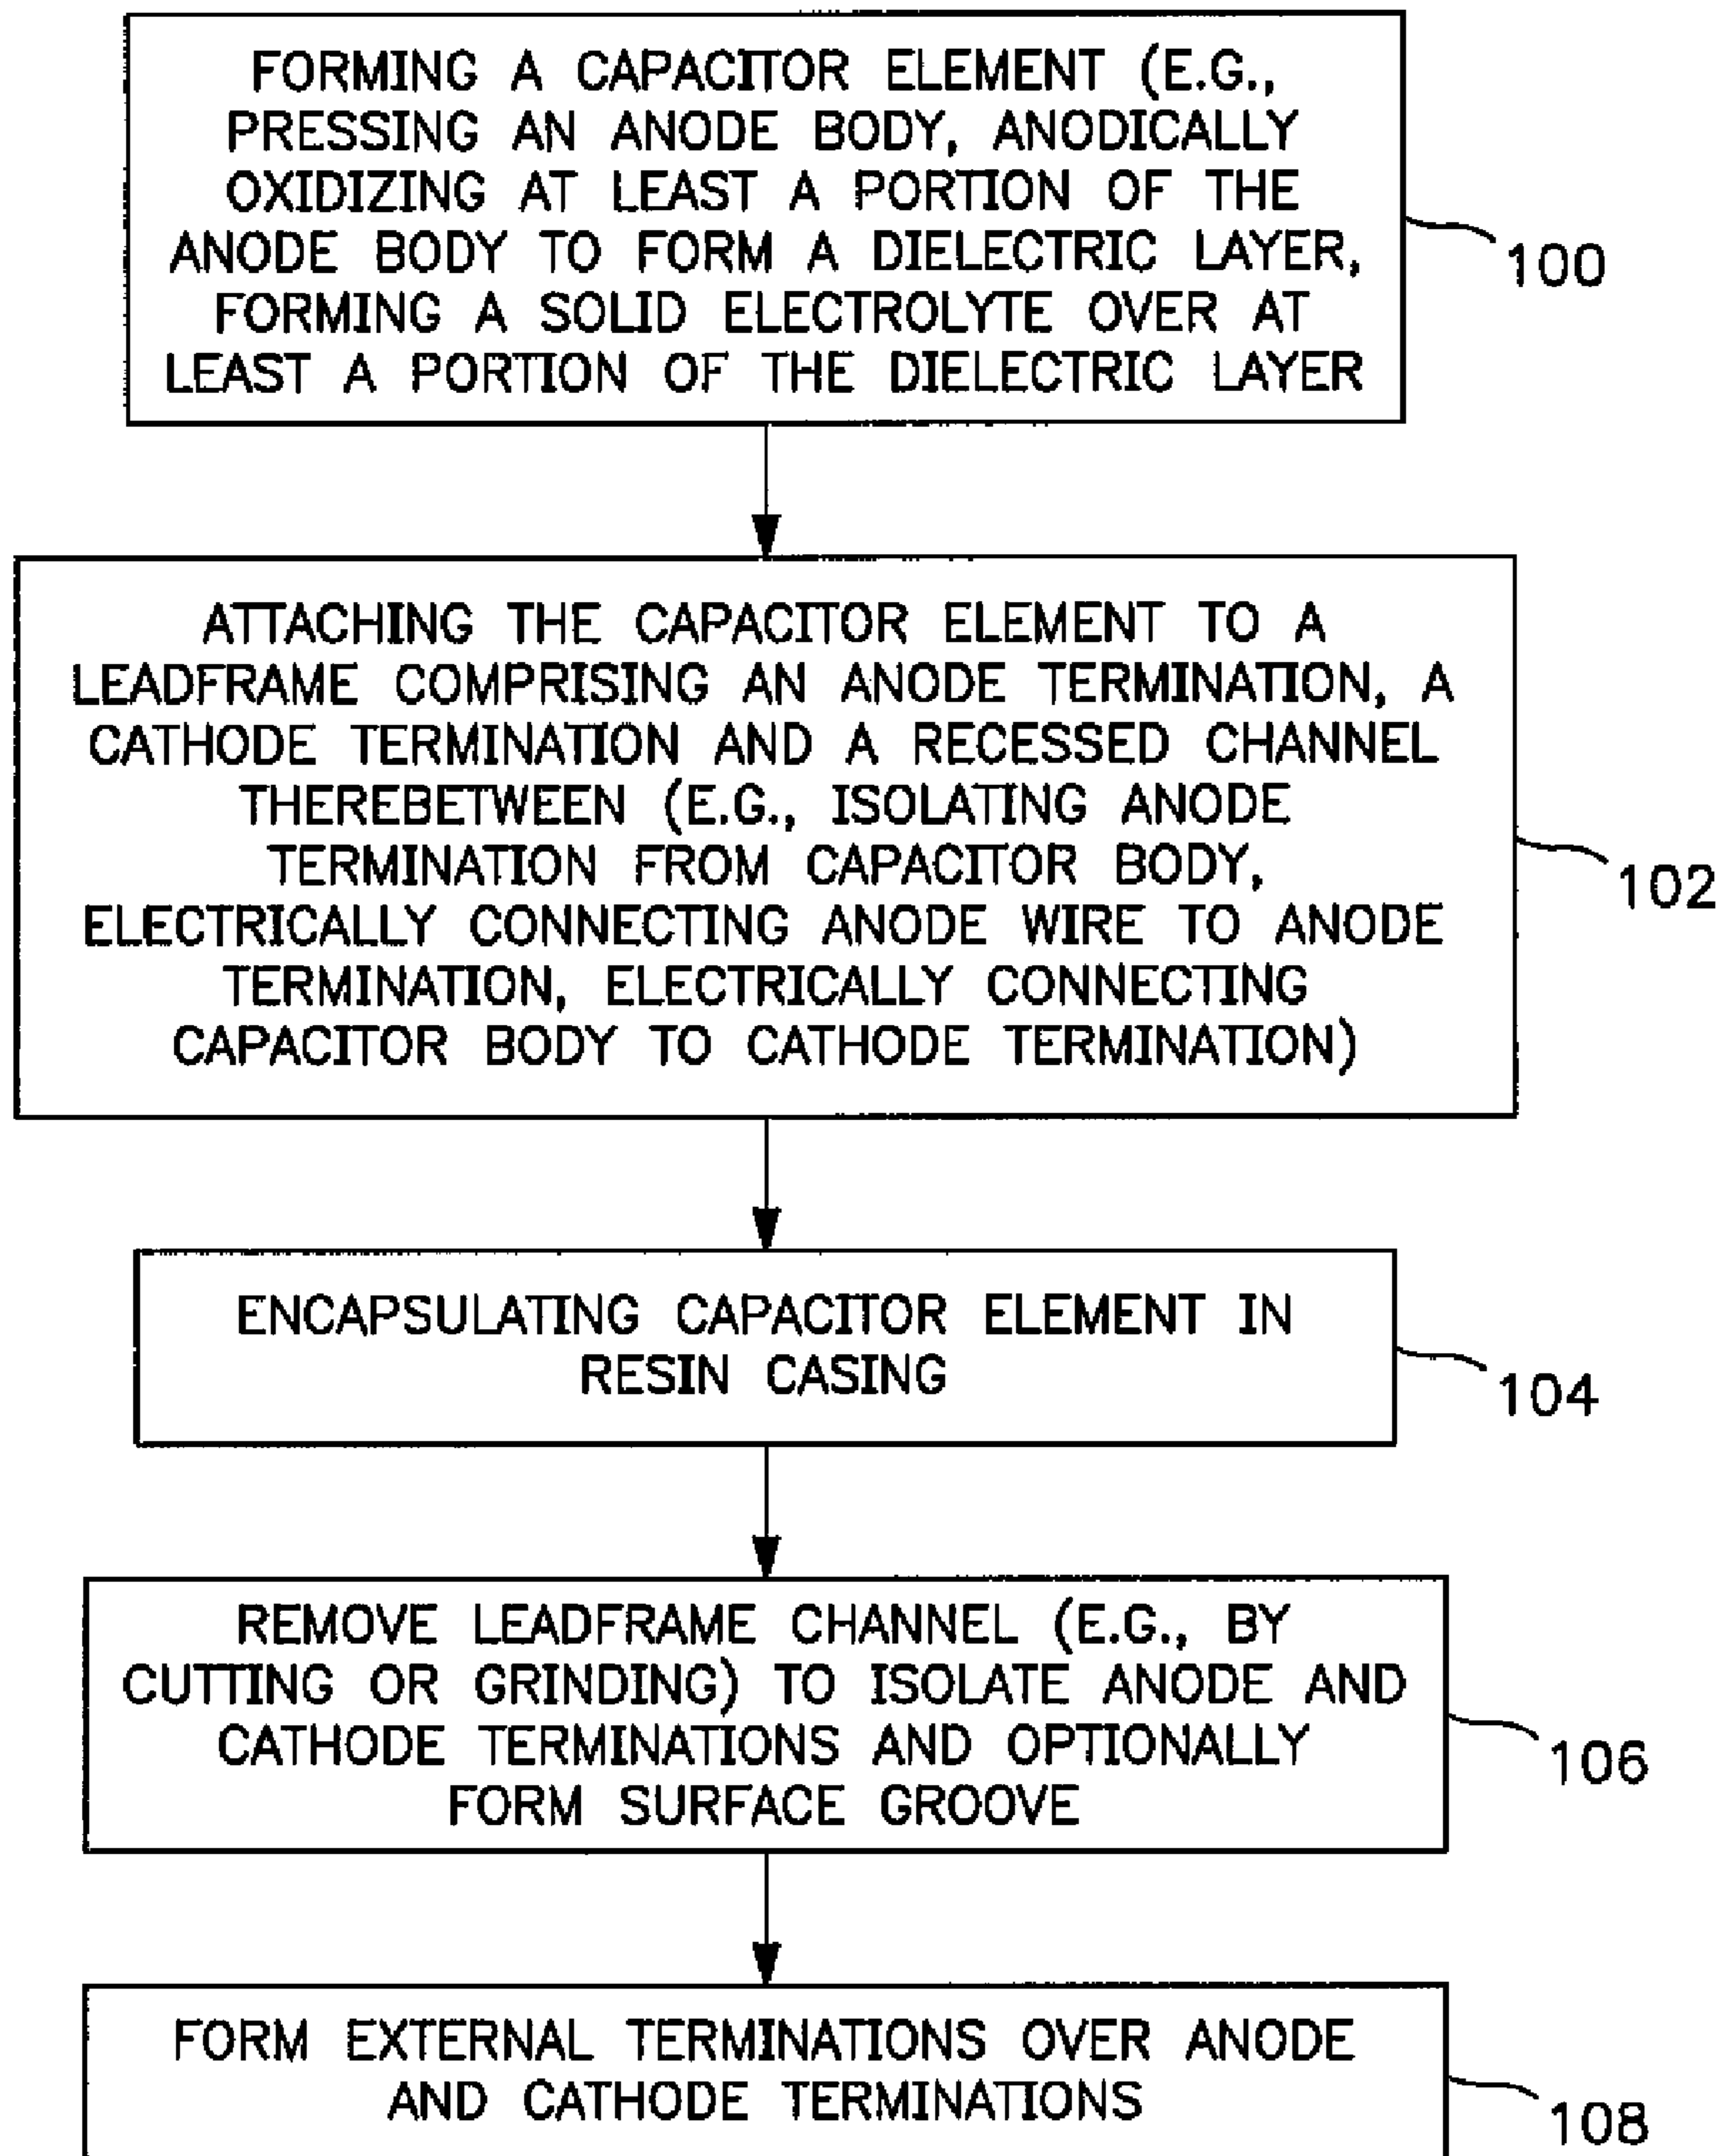 FORMING A CAPACITOR ELEMENT (E.G.,
PRESSING AN ANODE BODY, ANODICALLY
OXIDIZING AT LEAST A PORTION OF THE
ANODE BODY TO FORM A DIELECTRIC LAYER,
FORMING A SOLID ELECTROLYTE OVER AT
LEAST A PORTION OF THE DIELECTRIC LAYER
100
ATTACHING THE CAPACITOR ELEMENT TO A
LEADFRAME COMPRISING AN ANODE TERMINATION, A
CATHODE TERMINATION AND A RECESSED CHANNEL
THEREBETWEEN (E.G., ISOLATING ANODE
TERMINATION FROM CAPACITOR BODY,
ELECTRICALLY CONNECTING ANODE WIRE TO ANODE
TERMINATION, ELECTRICALLY CONNECTING
CAPACITOR BODY TO CATHODE TERMINATION)
102
ENCAPSULATING CAPACITOR ELEMENT IN
RESIN CASING
104
REMOVE LEADFRAME CHANNEL (E.G., BY
CUTTING OR GRINDING) TO ISOLATE ANODE AND
CATHODE TERMINATIONS AND OPTIONALLY
FORM SURFACE GROOVE
106
FORM EXTERNAL TERMINATIONS OVER ANODE
AND CATHODE TERMINATIONS
108